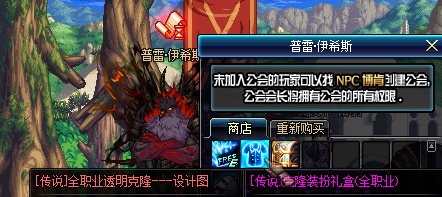 普雷·伊希斯
普雷·伊希斯
未加入公会的玩家可以找 NPC 博肯创建公会,
公会会长将拥有公会的所有权限.
商店
重新购买
FREE
[传说]全职业透明克隆---设计图
[传说]克隆装扮礼盒(全职业)